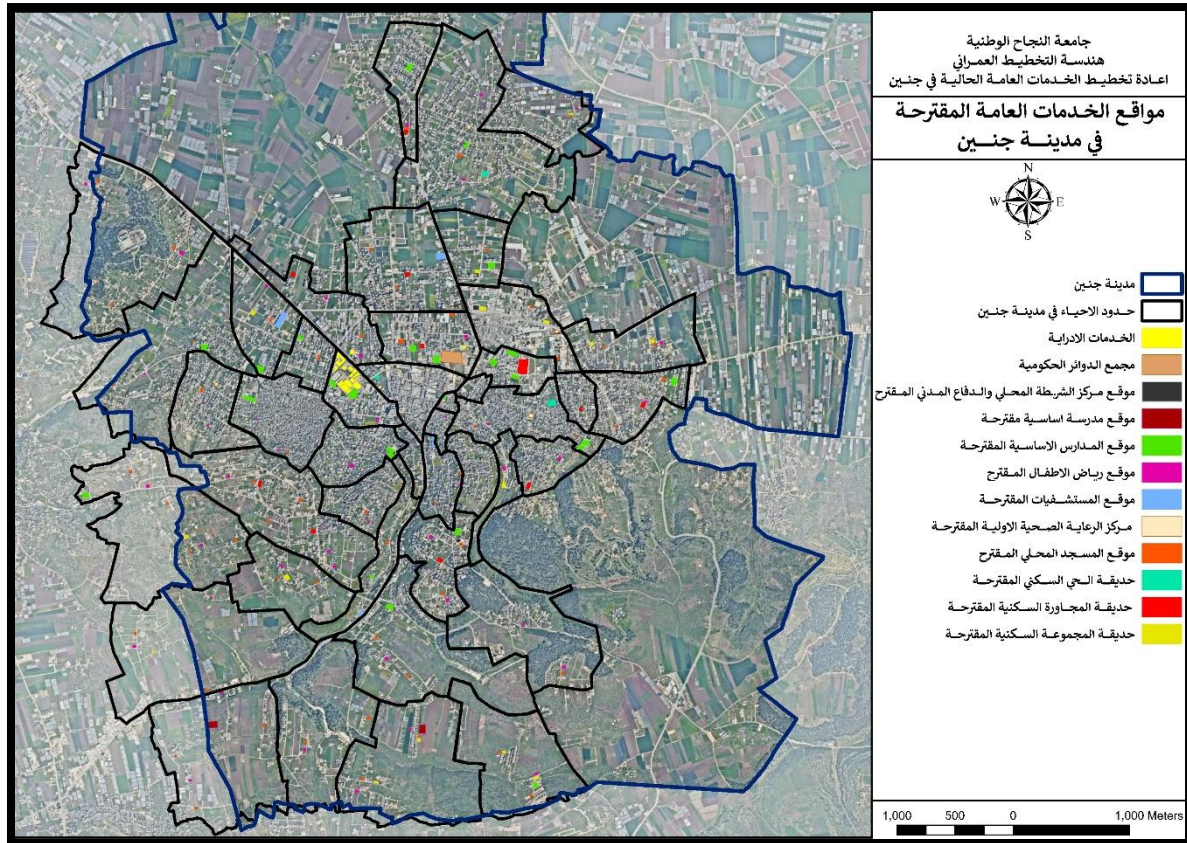 جامعة النجاح الوطنية
هندسة التخطيط العمراني
اعادة تخطيط الخدمات العامة الحالية في جنين
مواقع الخدمات العامة المقترحة
في مدينة جنين
N
W E
S
مدينة جنين
حدود الاحياء في مدينة جنين
الخدمات الادراية
مجمع الدوائر الحكومية
موقع مركز الشريطة المحلي والدفاع المدني المقترح
موقع مدرسة اساسية مقترحة
موقع المدارس الاساسية المقترحة
موقع رياض الاطفال المقترح
موقع المستشفيات المقترحة
مركز الرعاية الصحية الاولية المقترحة
موقع المسجد المحلي المقترح
حديقة الحي السكني المقترحة
حديقة المجاورة السكنية المقترحة
حديقة المجموعة السكنية المقترحة
1,000 500 0 1,000 Meters